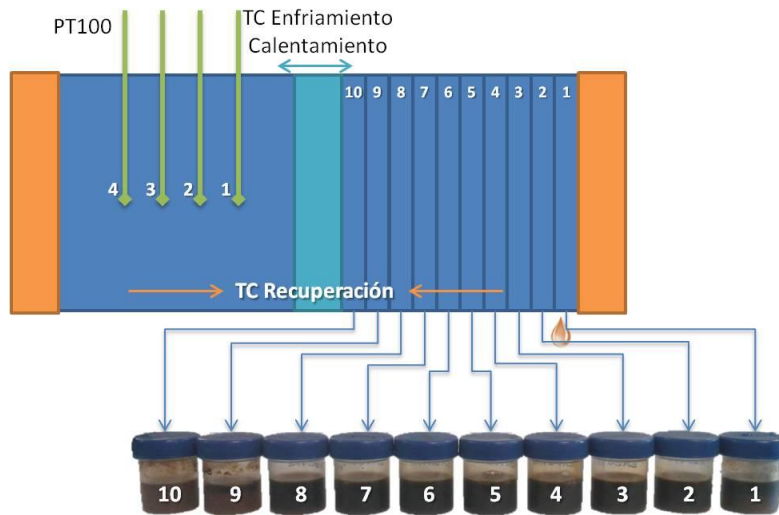 PT100
TC Enfriamiento
Calentamiento
10 9 8 7 6 5 4 3 2 1
4 3 2 1
TC Recuperación
10 9 8 7 6 5 4 3 2 1